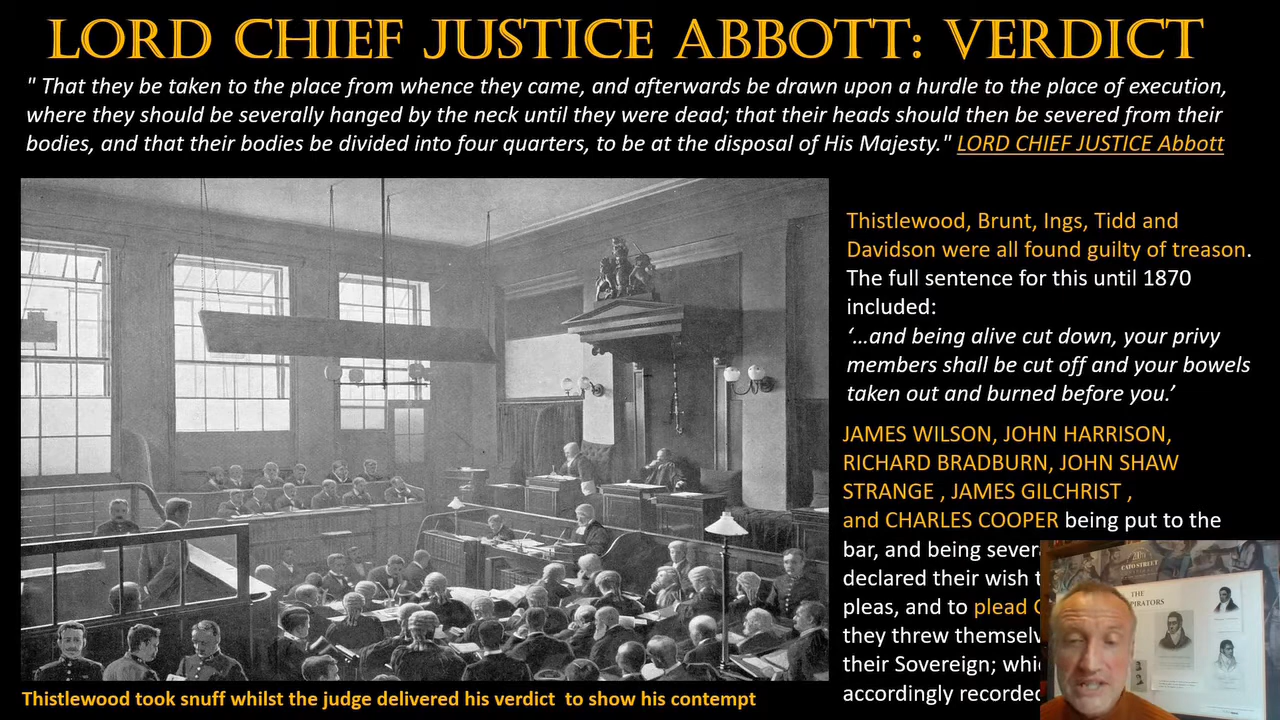 LORD CHIEF JUSTICE ABBOTT: VERDICT
" That they be taken to the place from whence they came, and afterwards be drawn upon a hurdle to the place of execution,
where they should be severally hanged by the neck until they were dead; that their heads should then be severed from their
bodies, and that their bodies be divided into four quarters, to be at the disposal of His Majesty." LORD CHIEF JUSTICE Abbott
Thistlewood, Brunt, Ings, Tidd and
Davidson were all found guilty of treason.
The full sentence for this until 1870
included:
‘…and being alive cut down, your privy
members shall be cut off and your bowels
taken out and burned before you.’
JAMES WILSON, JOHN HARRISON,
RICHARD BRADBURN, JOHN SHAW
STRANGE , JAMES GILCHRIST ,
and CHARLES COOPER being put to the
bar, and being
declared their wish
pleas, and to plead
they threw
their Sovereign;
accordingly recorded
Thistlewood took snuff whilst the judge delivered his verdict to show his contempt
CATO STREET
THE